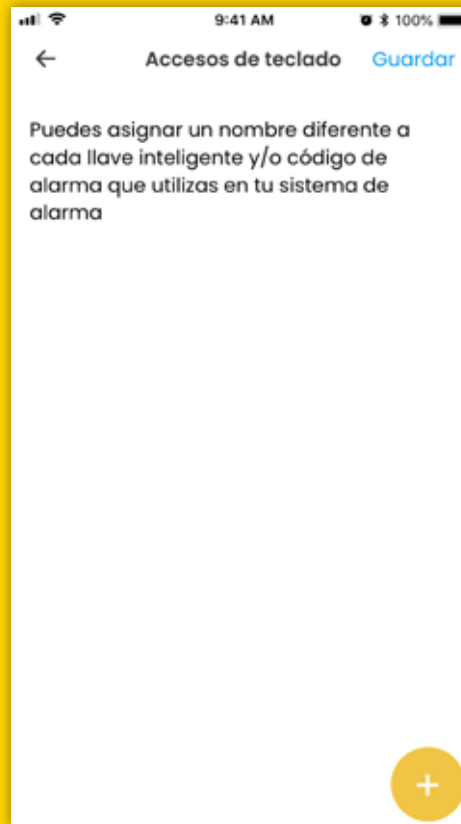 9:41 AM
100%
Accesos de teclado
Guardar
Puedes asignar un nombre diferente a
cada llave inteligente y/o código de
alarma que utilizas en tu sistema de
alarma
+